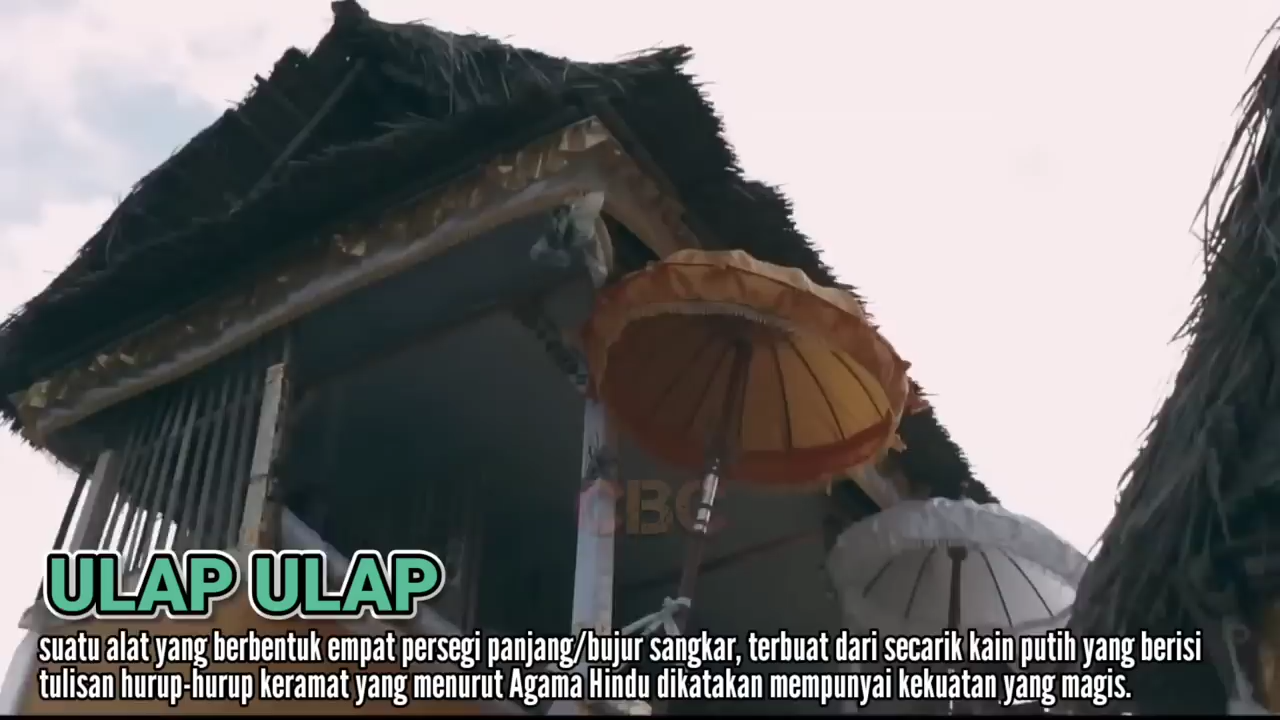 CBC
ULAP ULAP
suatu alat yang berbentuk empat persegi panjang/bujur sangkar, terbuat dari secarik kain putih yang berisi
tulisan hurup-hurup keramat yang menurut Agama Hindu dikatakan mempunyai kekuatan yang magis.